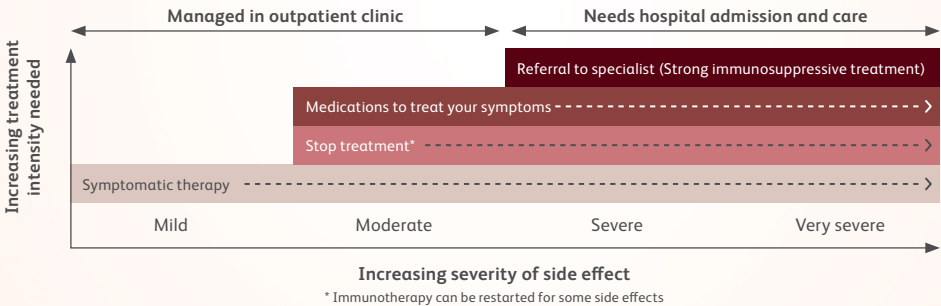 Managed in outpatient clinic
Needs hospital admission and care
Increasing treatment
intensity needed
Referral to specialist (Strong immunosuppressive treatment)
Medications to treat your symptoms
Stop treatment*
Symptomatic therapy
Mild
Moderate
Severe
Very severe
Increasing severity of side effect
* Immunotherapy can be restarted for some side effects